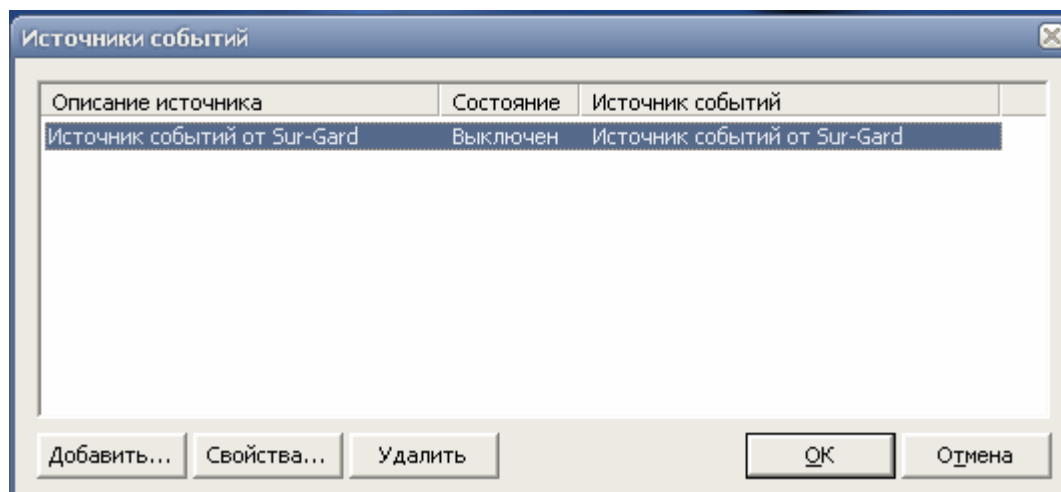 Источники событий
Описание источника Состояние Источник событий
Источник событий от Sur-Gard Выключен Источник событий от Sur-Gard
Добавить... Свойства... Удалить OK Отмена